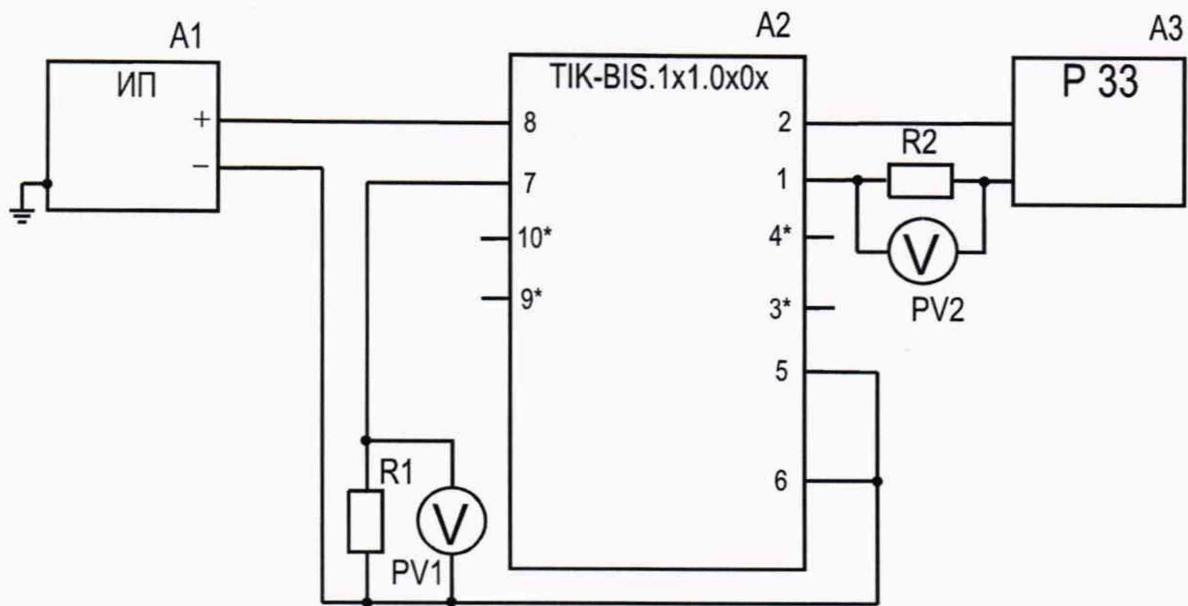 A1
A2
A3
ИП
TIK-BIS.1x1.0x0x
P 33
+
8
2
R2
−
7
1
10*
4*
V
9*
3*
PV2
5
R1
6
V
PV1